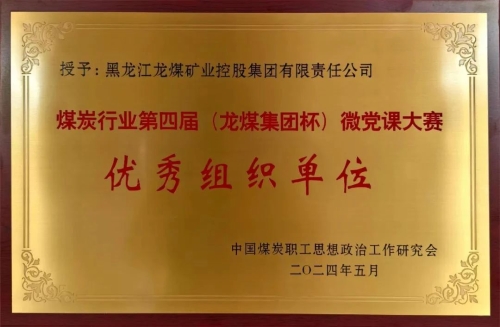 授予：黑龙江龙煤矿业控股集团有限责任公司
煤炭行业第四届（龙煤集团杯）微党课大赛
优秀组织单位
中国煤炭职工思想政治工作研究会
二〇二四年五月